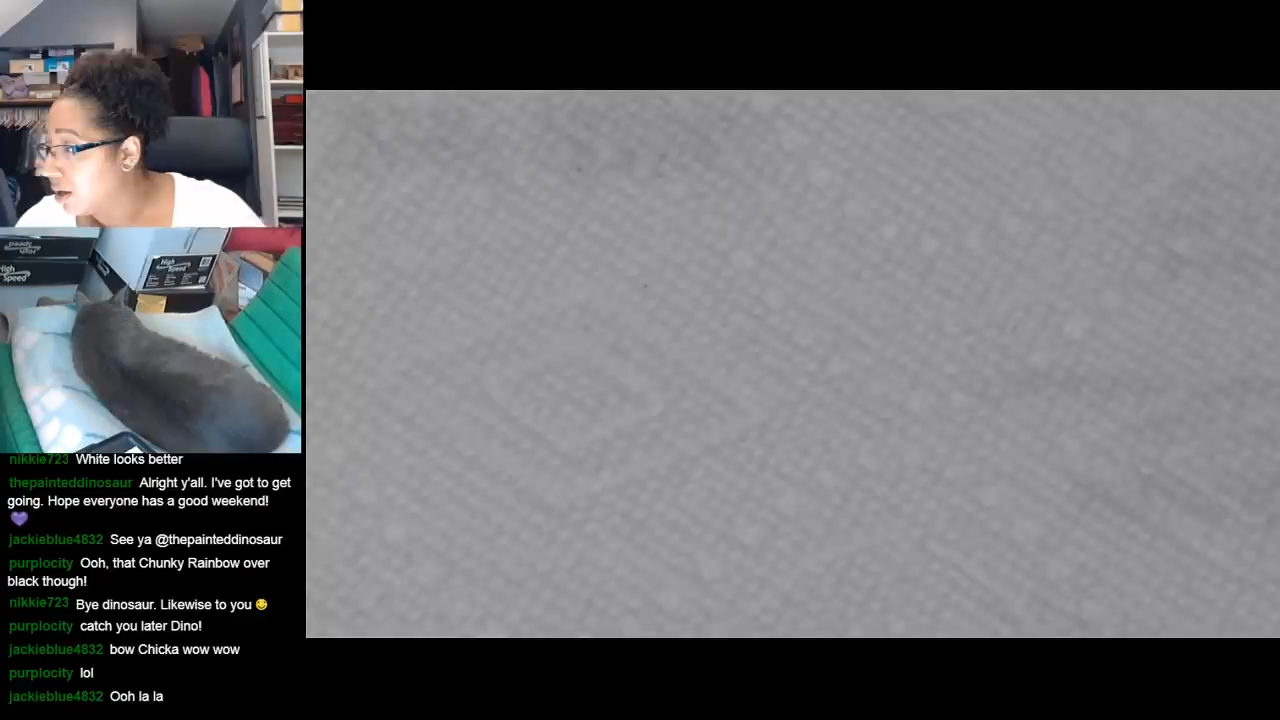 High
Speed
High
Speed
nikkie723 White looks better
thepainteddinosaur Alright y'all. I've got to get
going. Hope everyone has a good weekend!
jackieblue4832 See ya @thepainteddinosaur
purplocity Ooh, that Chunky Rainbow over
black though!
nikkie723 Bye dinosaur. Likewise to you
purplocity catch you later Dino!
jackieblue4832 bow Chicka wow wow
purplocity lol
jackieblue4832 Ooh la la